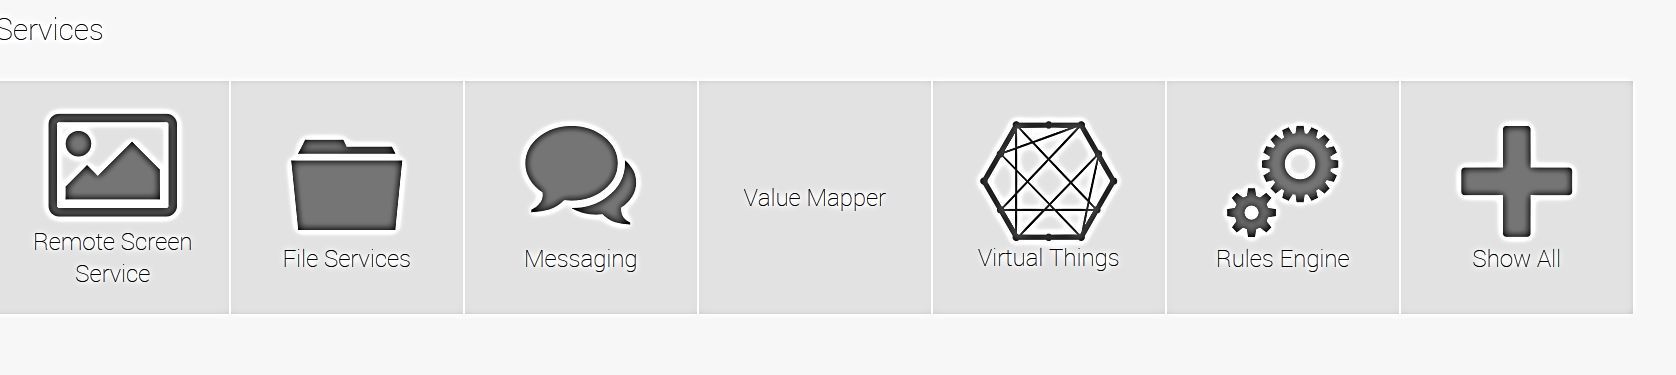 Services
Remote Screen
Service
File Services
Messaging
Value Mapper
Virtual Things
Rules Engine
Show All